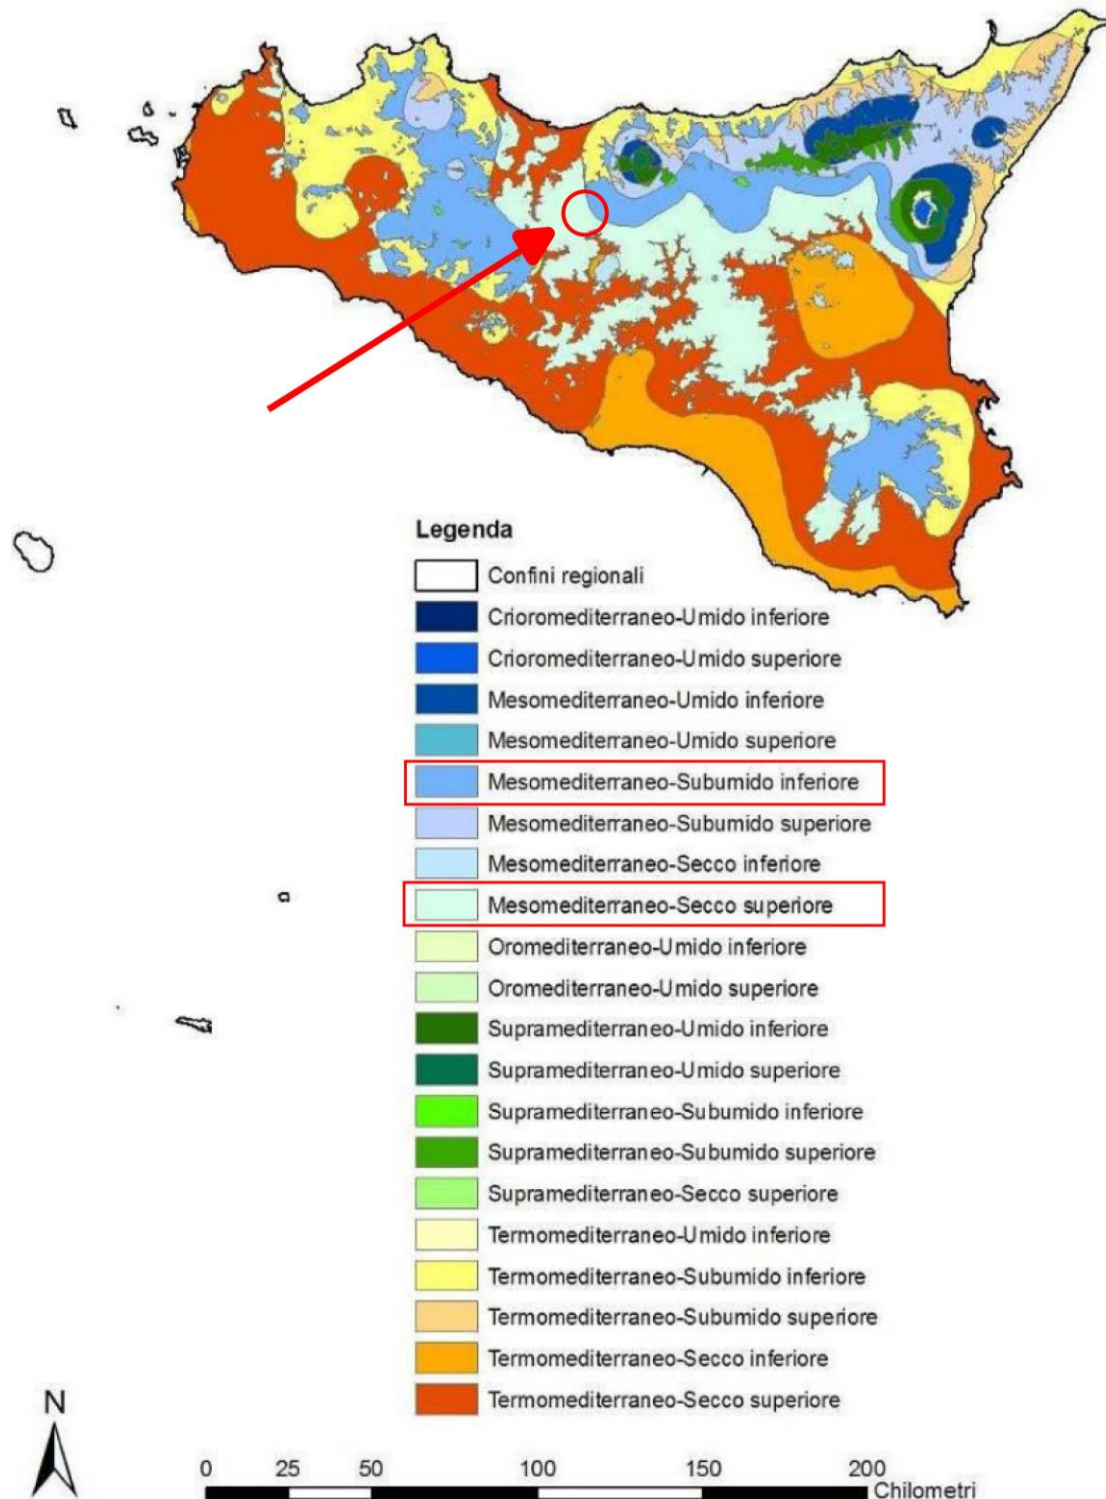 Legenda
Confini regionali
Crioromediterraneo-Umido inferiore
Crioromediterraneo-Umido superiore
Mesomediterraneo-Umido inferiore
Mesomediterraneo-Umido superiore
Mesomediterraneo-Subumido inferiore
Mesomediterraneo-Subumido superiore
Mesomediterraneo-Secco inferiore
Mesomediterraneo-Secco superiore
Oromediterraneo-Umido inferiore
Oromediterraneo-Umido superiore
Supramediterraneo-Umido inferiore
Supramediterraneo-Umido superiore
Supramediterraneo-Subumido inferiore
Supramediterraneo-Subumido superiore
Supramediterraneo-Secco superiore
Termomediterraneo-Umido inferiore
Termomediterraneo-Subumido inferiore
Termomediterraneo-Subumido superiore
Termomediterraneo-Secco inferiore
Termomediterraneo-Secco superiore
N
0 25 50 100 150 200
Chilometri